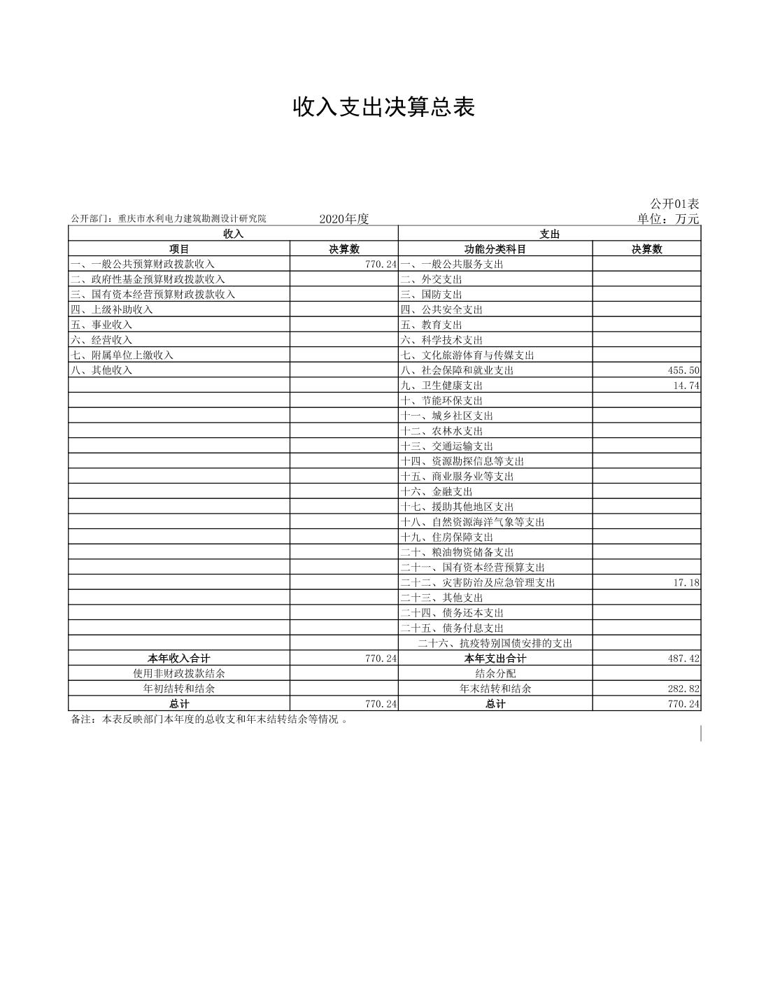 收入支出决算总表
公开01表
公开部门：重庆市水利电力建筑勘测设计研究院 2020年度 单位：万元
收入 支出
项目 决算数 功能分类科目 决算数
一、一般公共预算财政拨款收入 770.24 一、一般公共服务支出
二、政府性基金预算财政拨款收入 二、外交支出
三、国有资本经营预算财政拨款收入 三、国防支出
四、上级补助收入 四、公共安全支出
五、事业收入 五、教育支出
六、经营收入 六、科学技术支出
七、附属单位上缴收入 七、文化旅游体育与传媒支出
八、其他收入 八、社会保障和就业支出 455.50
九、卫生健康支出 14.74
十、节能环保支出
十一、城乡社区支出
十二、农林水支出
十三、交通运输支出
十四、资源勘探信息等支出
十五、商业服务业等支出
十六、金融支出
十七、援助其他地区支出
十八、自然资源海洋气象等支出
十九、住房保障支出
二十、粮油物资储备支出
二十一、国有资本经营预算支出
二十二、灾害防治及应急管理支出 17.18
二十三、其他支出
二十四、债务还本支出
二十五、债务付息支出
二十六、抗疫特别国债安排的支出
本年收入合计 770.24 本年支出合计 487.42
使用非财政拨款结余 结余分配
年初结转和结余 年末结转和结余 282.82
总计 770.24 总计 770.24
备注：本表反映部门本年度的总收支和年末结转结余等情况 。